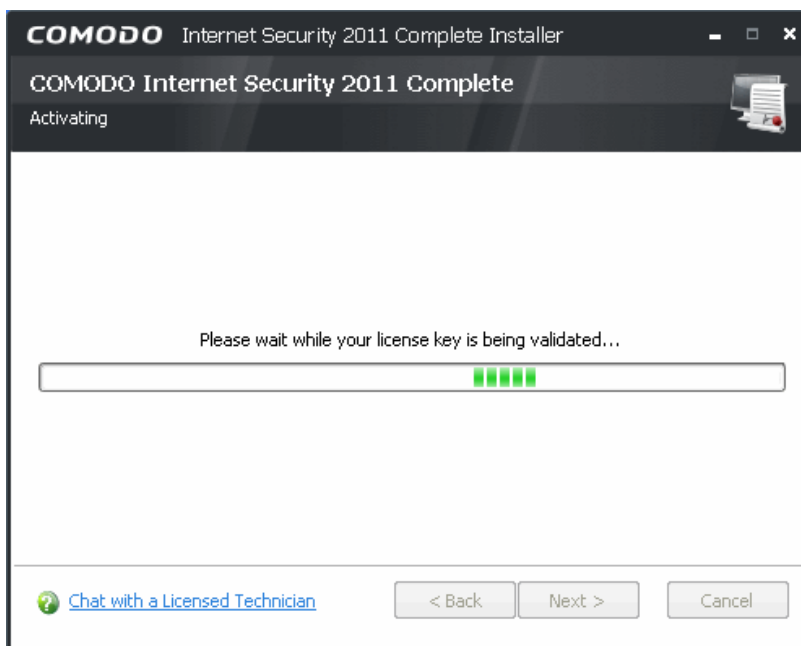 COMODO Internet Security 2011 Complete Installer
COMODO Internet Security 2011 Complete
Activating
Please wait while your license key is being validated...
Chat with a Licensed Technician
< Back
Next >
Cancel